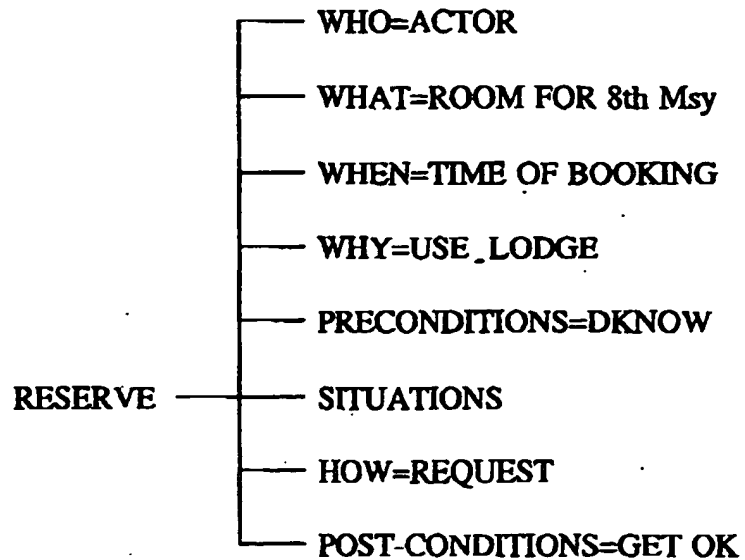 WHO=ACTOR
WHAT=ROOM FOR 8th Msy
WHEN=TIME OF BOOKING
WHY=USE_LODGE
PRECONDITIONS=DKNOW
RESERVE
SITUATIONS
HOW=REQUEST
POST-CONDITIONS=GET OK